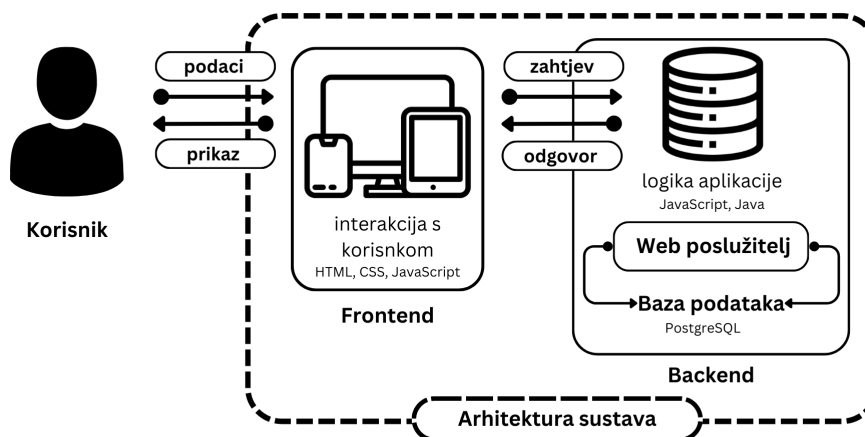 podaci
prikaz
Korisnik
interakcija s
korisnkom
HTML, CSS, JavaScript
Frontend
zahtjev
odgovor
logika aplikacije
JavaScript, Java
Web poslužitelj
Baza podataka
PostgreSQL
Backend
Arhitektura sustava